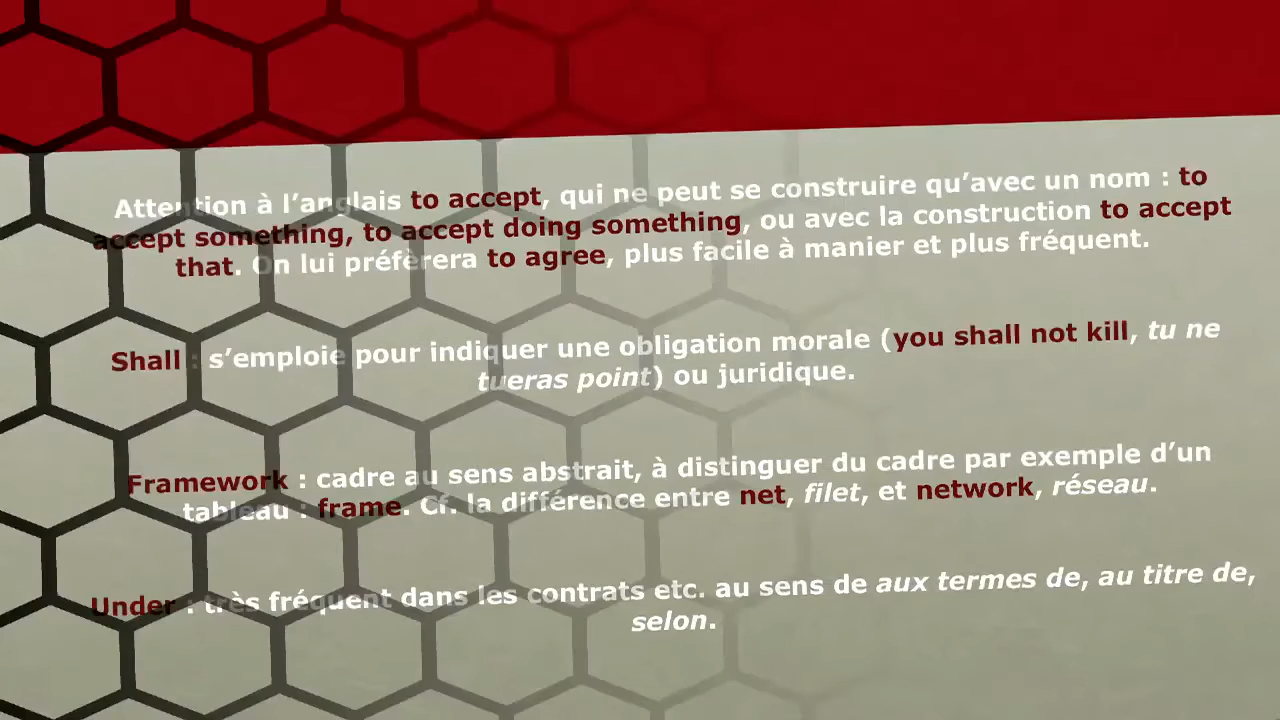 Attention à l’anglais to accept, qui ne peut se construire qu’avec un nom : to
accept something, to accept doing something, ou avec la construction to accept
that. On lui préfèrera to agree, plus facile à manier et plus fréquent.
Shall : s’emploie pour indiquer une obligation morale (you shall not kill, tu ne
tueras point) ou juridique.
Framework : cadre au sens abstrait, à distinguer du cadre par exemple d’un
tableau : frame. Cf. la différence entre net, filet, et network, réseau.
Under : très fréquent dans les contrats etc. au sens de aux termes de, au titre de,
selon.